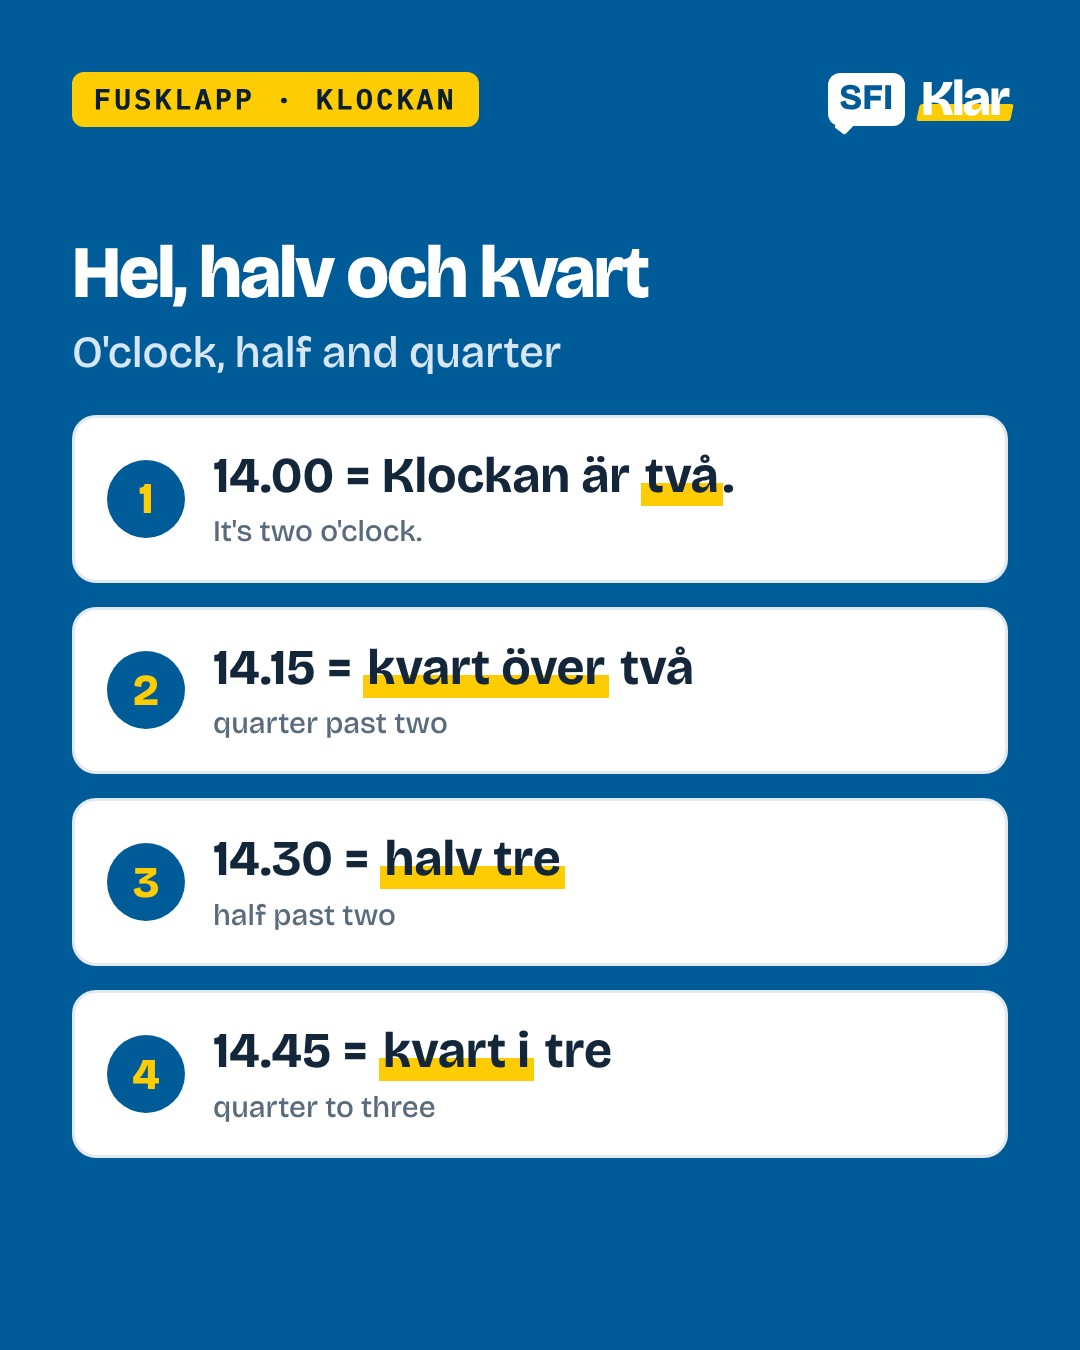 FUSKLAPP · KLOCKAN
SFI Klar
Hel, halv och kvart
O'clock, half and quarter
1
14.00 = Klockan är två.
It's two o'clock.
2
14.15 = kvart över två
quarter past two
3
14.30 = halv tre
half past two
4
14.45 = kvart i tre
quarter to three